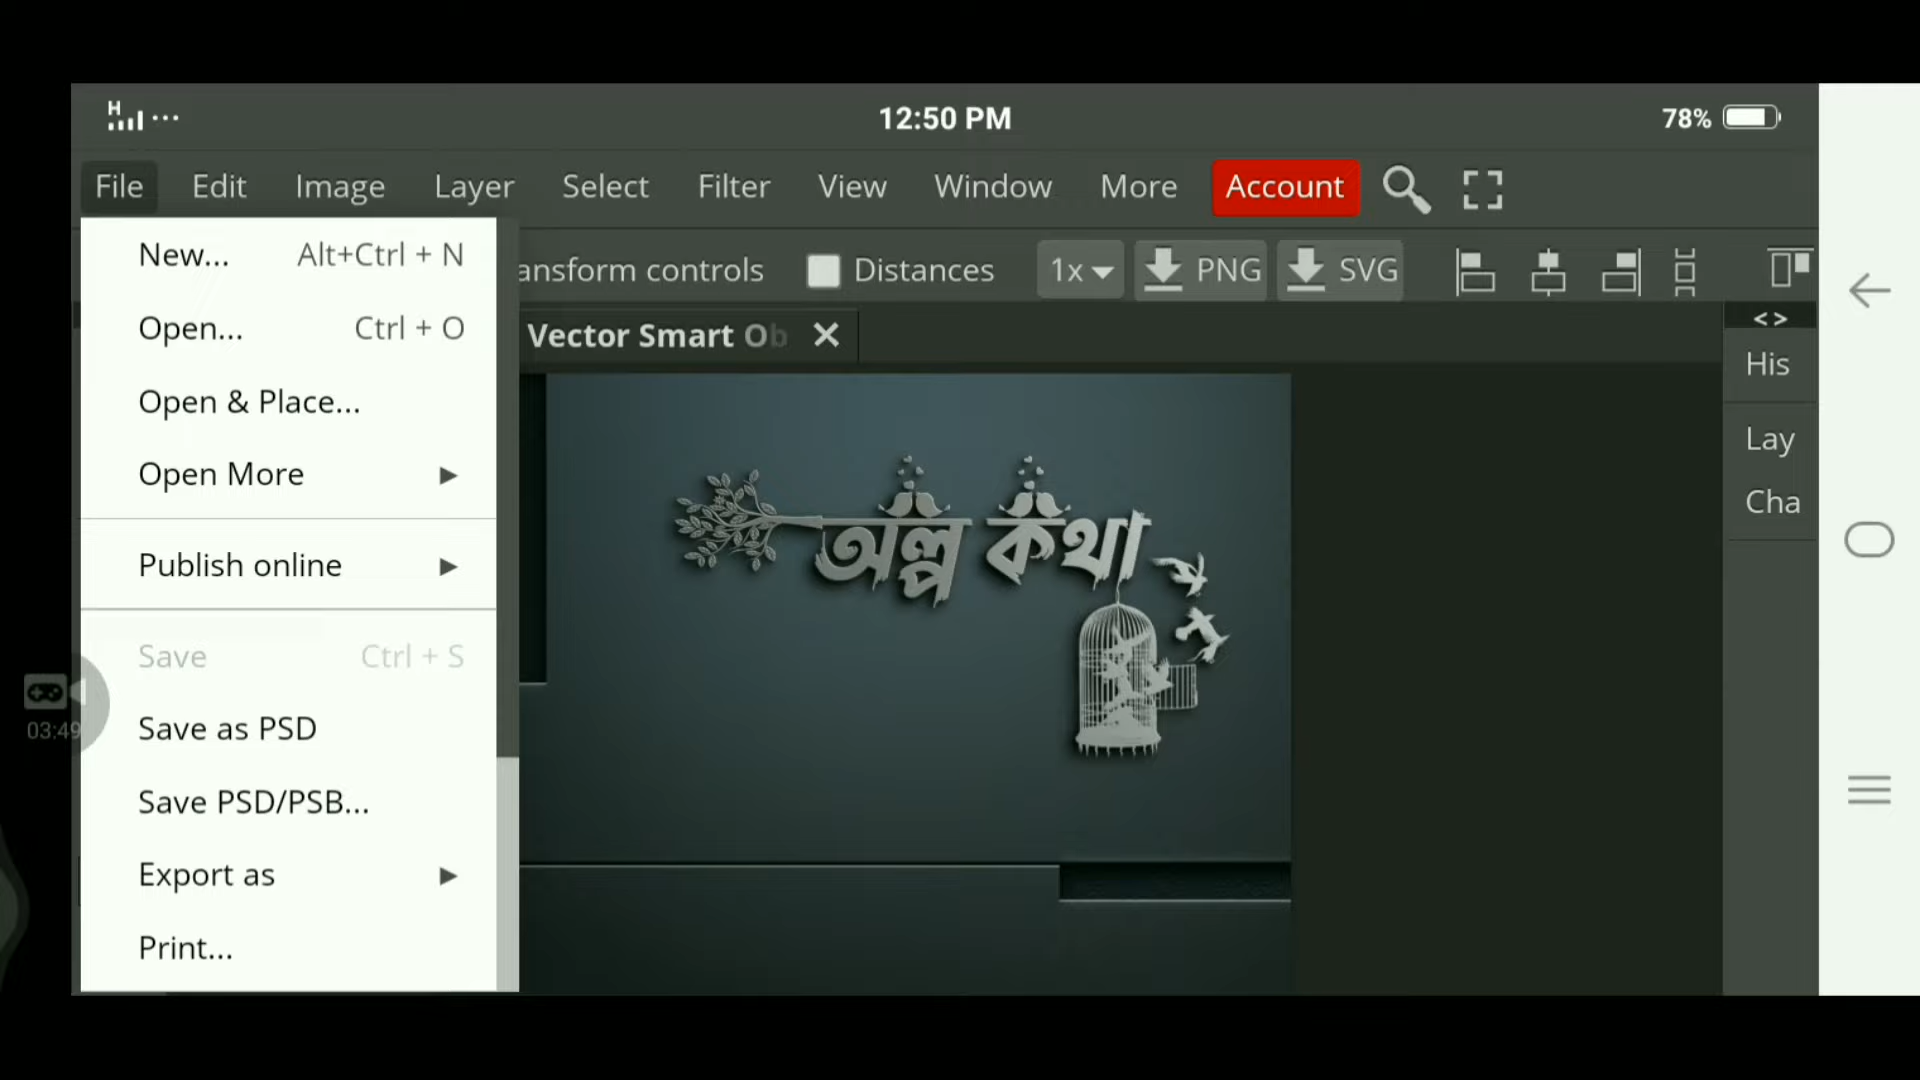 H
12:50 PM
78%
File Edit Image Layer Select Filter View Window More Account
New... Alt+Ctrl + N
ansform controls Distances 1x PNG SVG
Open... Ctrl + O
Vector Smart Ob
Open & Place...
His
Open More
Lay
Cha
Publish online
অল্প কথা
Save Ctrl + S
Save as PSD
03:49
Save PSD/PSB...
Export as
Print...